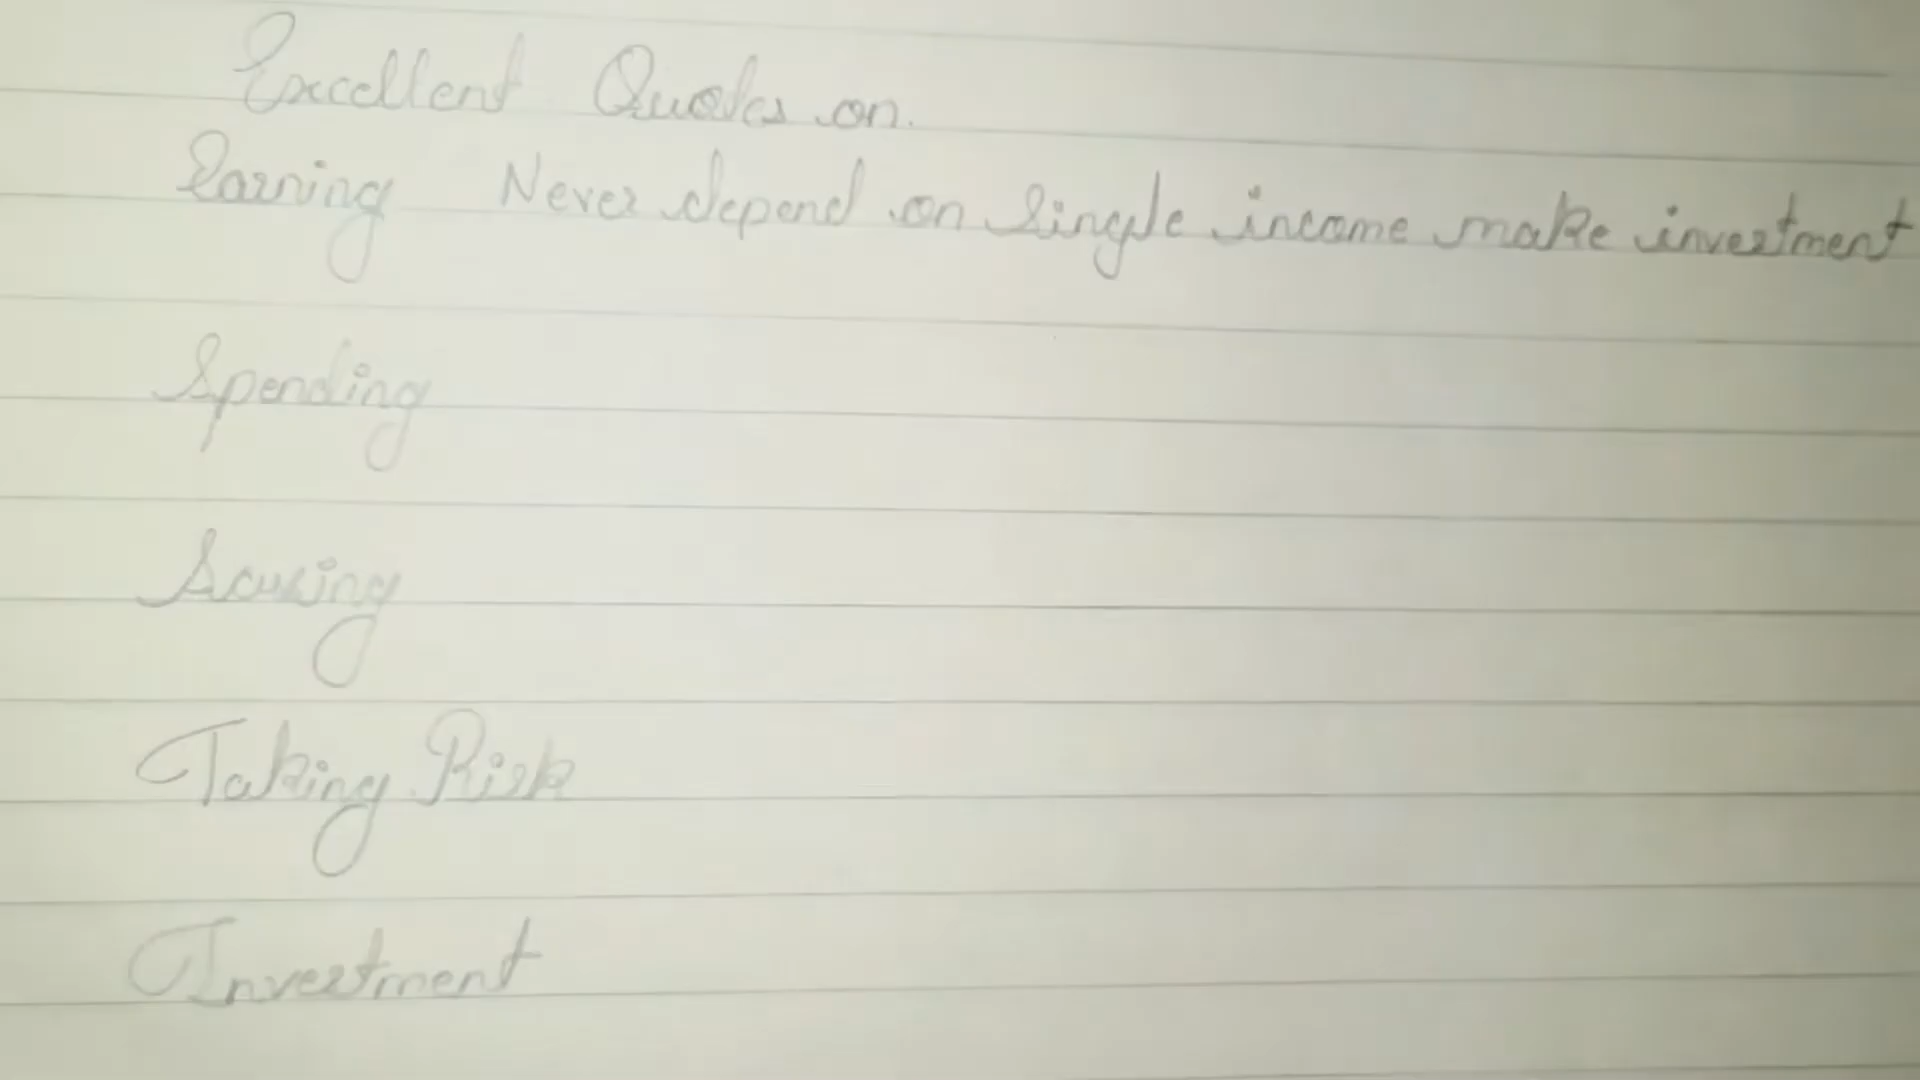 Excellent Quotes on.
Earning Never depend on single income make investment
Spending
Saving
Taking Risk
Investment